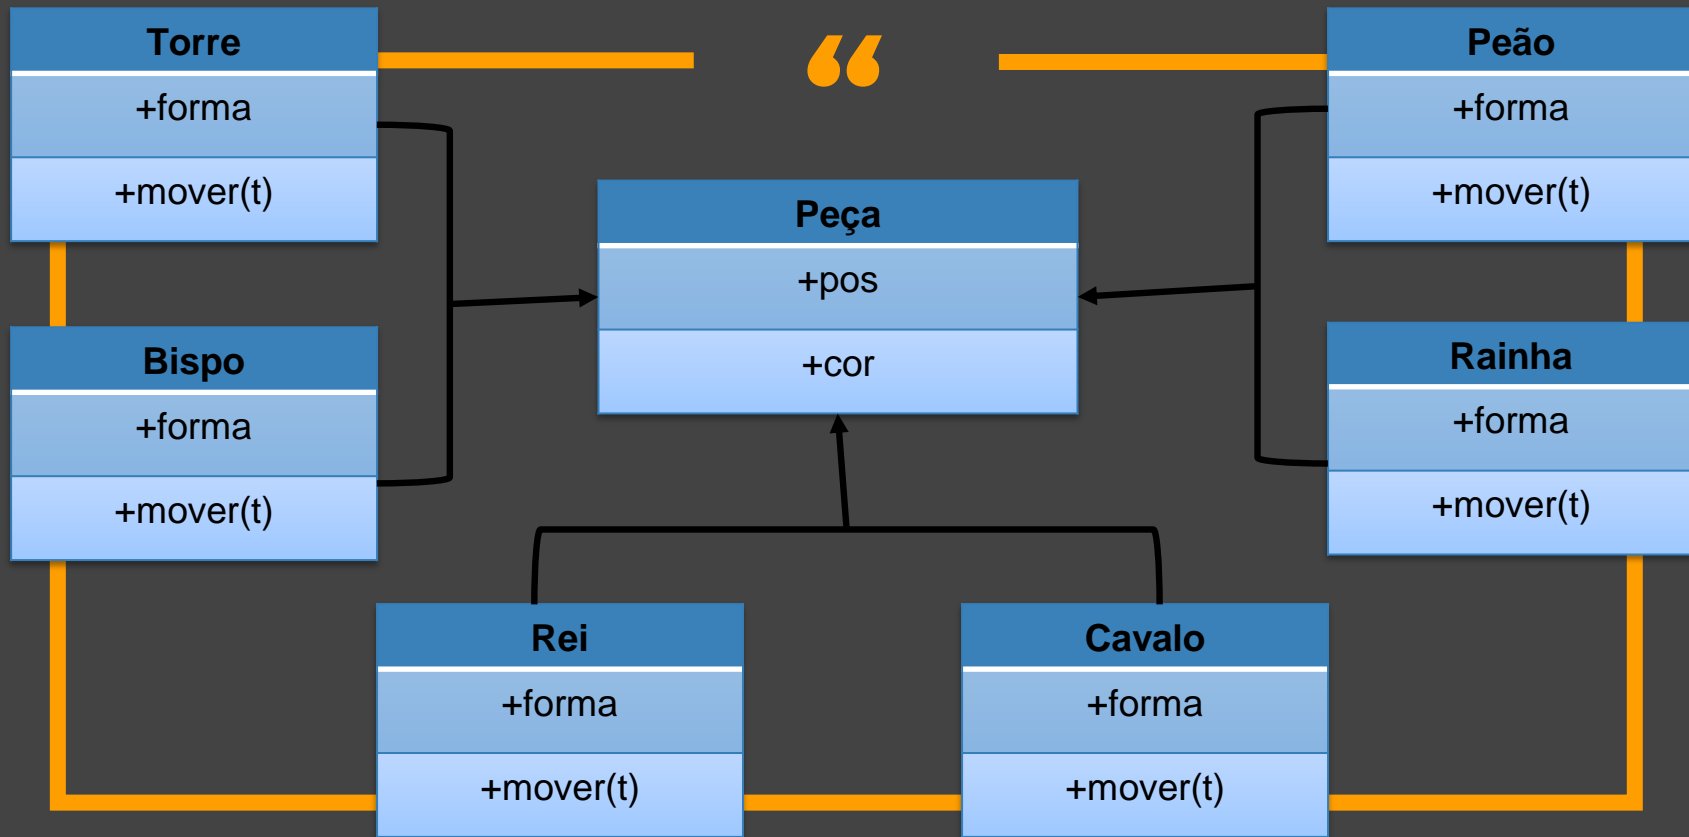 “
Torre
+forma
+mover(t)
Peão
+forma
+mover(t)
Peça
+pos
+cor
Bispo
+forma
+mover(t)
Rainha
+forma
+mover(t)
Rei
+forma
+mover(t)
Cavalo
+forma
+mover(t)